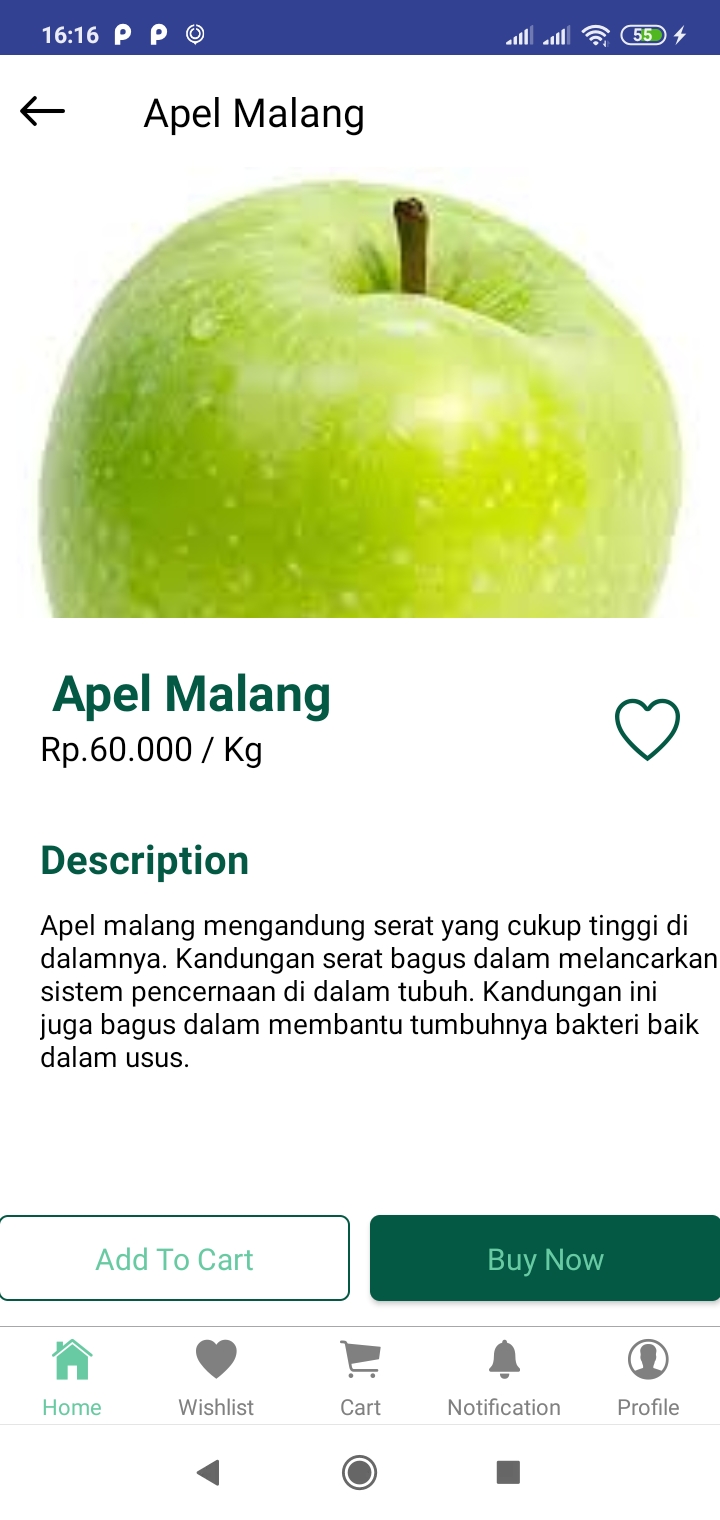 16:16
55
Apel Malang
Apel Malang
Rp.60.000 / Kg
Description
Apel malang mengandung serat yang cukup tinggi di
dalamnya. Kandungan serat bagus dalam melancarkan
sistem pencernaan di dalam tubuh. Kandungan ini
juga bagus dalam membantu tumbuhnya bakteri baik
dalam usus.
Add To Cart
Buy Now
Home
Wishlist
Cart
Notification
Profile